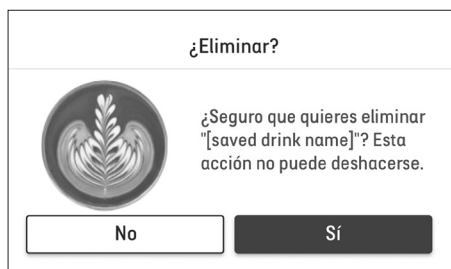 ¿Eliminar?
¿Seguro que quieres eliminar
"[saved drink name]"? Esta
acción no puede deshacerse.
No
Sí